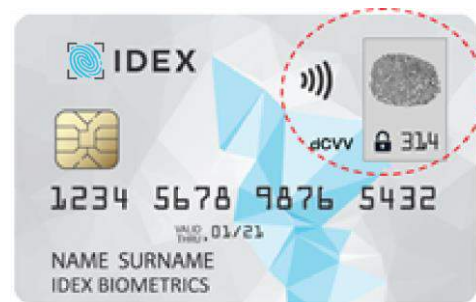 IDEX
dCVV 314
1234 5678 9876 5432
VALID THRU 01/21
NAME SURNAME
IDEX BIOMETRICS